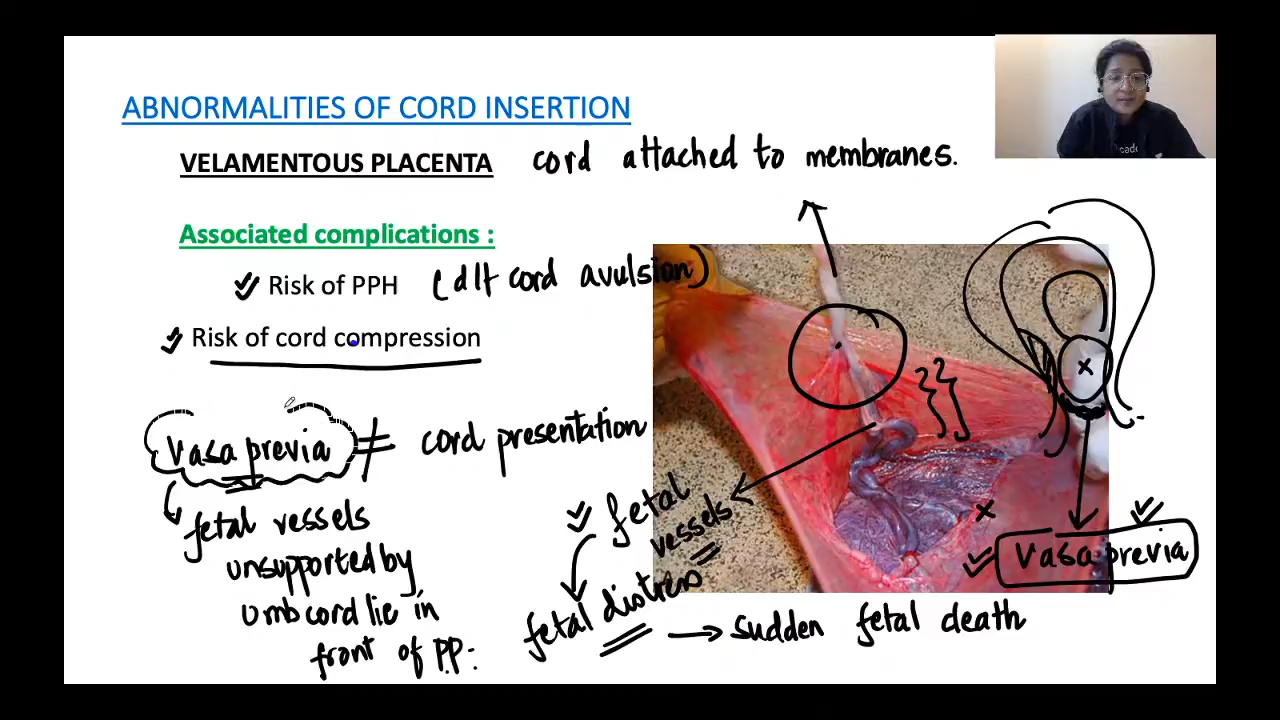 ABNORMALITIES OF CORD INSERTION
VELAMENTOUS PLACENTA cord attached to membranes.
Associated complications :
Risk of PPH (d/t cord avulsion)
Risk of cord compression
Vasa previa ≠ cord presentation
fetal vessels
unsupported by
umb cord lie in
front of P.P:
fetal
vessels
fetal distress → sudden fetal death
Vasa previa